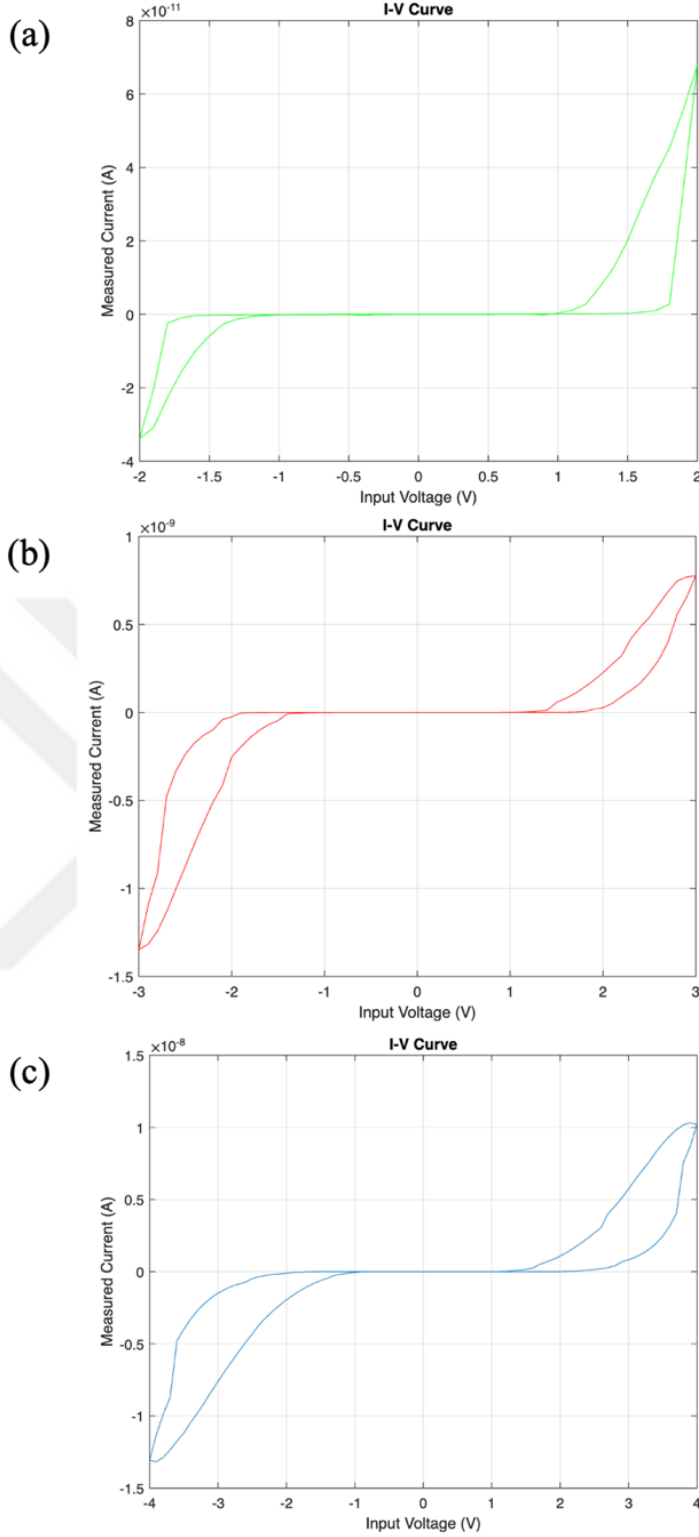 (a)
I-V Curve
×10-11
8
6
4
2
0
-2
-4
Measured Current (A)
-2 -1.5 -1 -0.5 0 0.5 1 1.5 2
Input Voltage (V)
(b)
I-V Curve
×10-9
1
0.5
0
-0.5
-1
-1.5
Measured Current (A)
-3 -2 -1 0 1 2 3
Input Voltage (V)
(c)
I-V Curve
×10-8
1.5
1
0.5
0
-0.5
-1
-1.5
Measured Current (A)
-4 -3 -2 -1 0 1 2 3 4
Input Voltage (V)